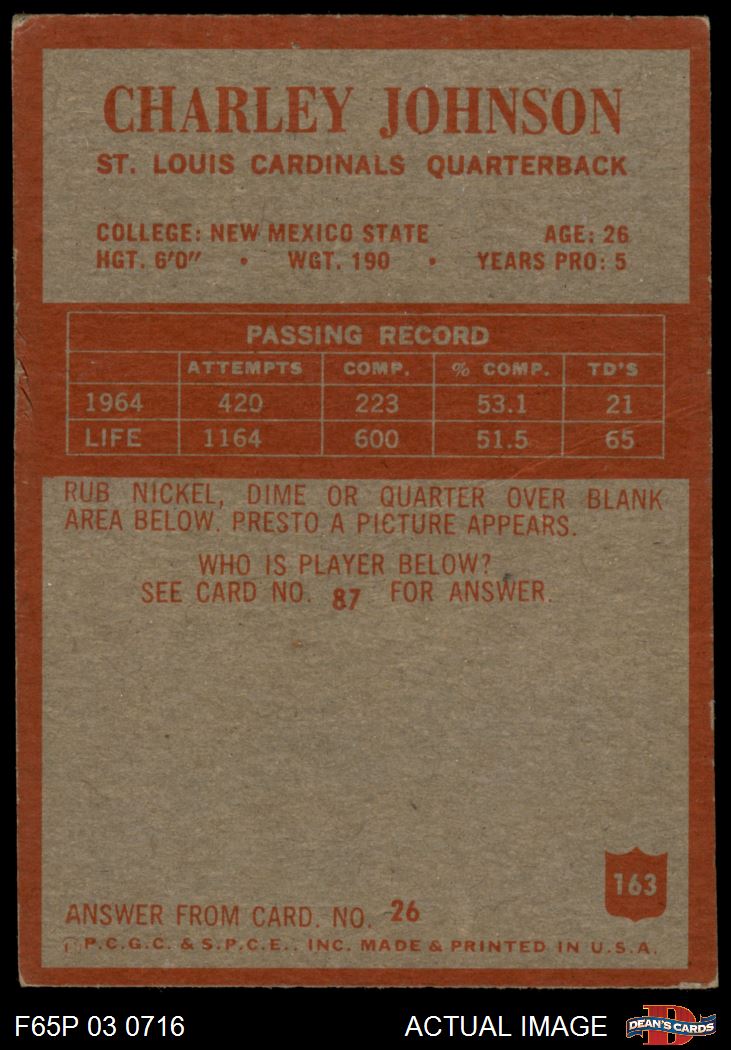 CHARLEY JOHNSON
ST. LOUIS CARDINALS QUARTERBACK
COLLEGE: NEW MEXICO STATE AGE: 26
HGT. 6'0" • WGT. 190 • YEARS PRO: 5
PASSING RECORD
ATTEMPTS COMP. % COMP. TD'S
1964 420 223 53.1 21
LIFE 1164 600 51.5 65
RUB NICKEL, DIME OR QUARTER OVER BLANK
AREA BELOW. PRESTO A PICTURE APPEARS.
WHO IS PLAYER BELOW?
SEE CARD NO. 87 FOR ANSWER.
163
ANSWER FROM CARD. NO. 26
P.C.G.C. & S.P.C.E., INC. MADE & PRINTED IN U.S.A.
F65P 03 0716 ACTUAL IMAGE
DEAN'S CARDS